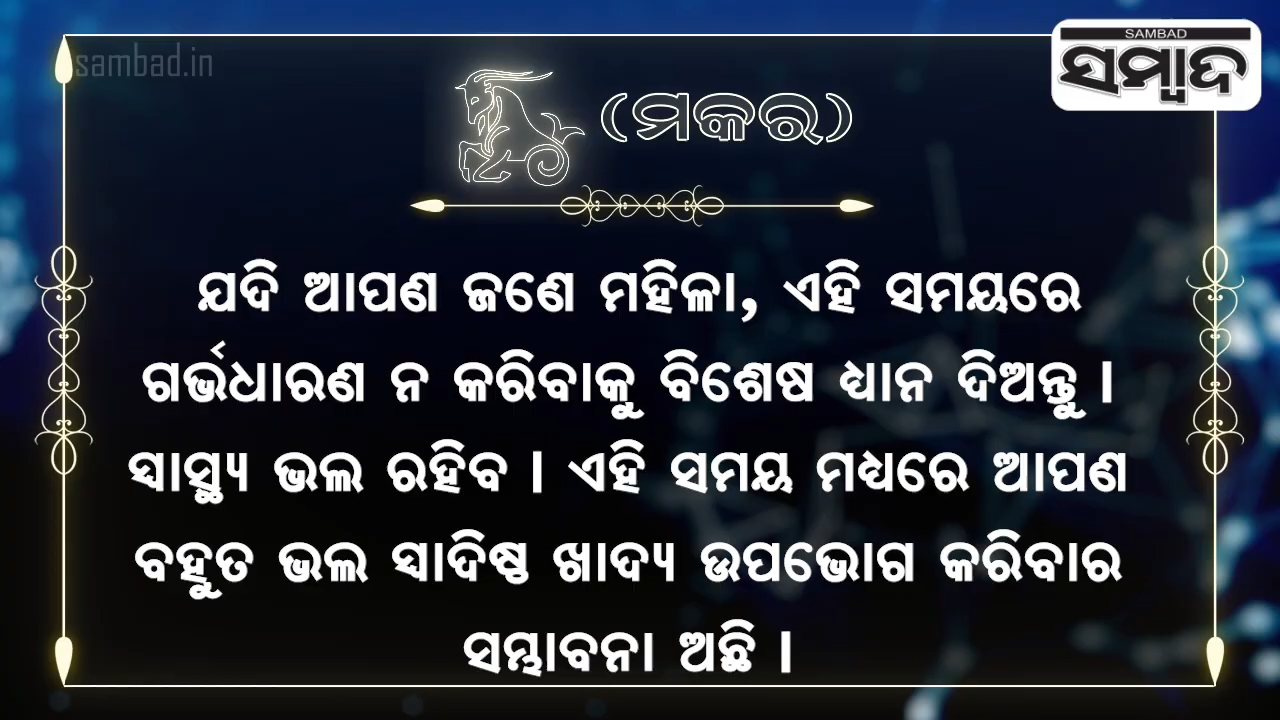 sambad.in
SAMBAD
ସମ୍ବାଦ
(ମକର)
ଯଦି ଆପଣ ଜଣେ ମହିଳା, ଏହି ସମୟରେ
ଗର୍ଭଧାରଣ ନ କରିବାକୁ ବିଶେଷ ଧ୍ୟାନ ଦିଅନ୍ତୁ ।
ସ୍ୱାସ୍ଥ୍ୟ ଭଲ ରହିବ । ଏହି ସମୟ ମଧ୍ୟରେ ଆପଣ
ବହୁତ ଭଲ ସ୍ୱାଦିଷ୍ଟ ଖାଦ୍ୟ ଉପଭୋଗ କରିବାର
ସମ୍ଭାବନା ଅଛି ।